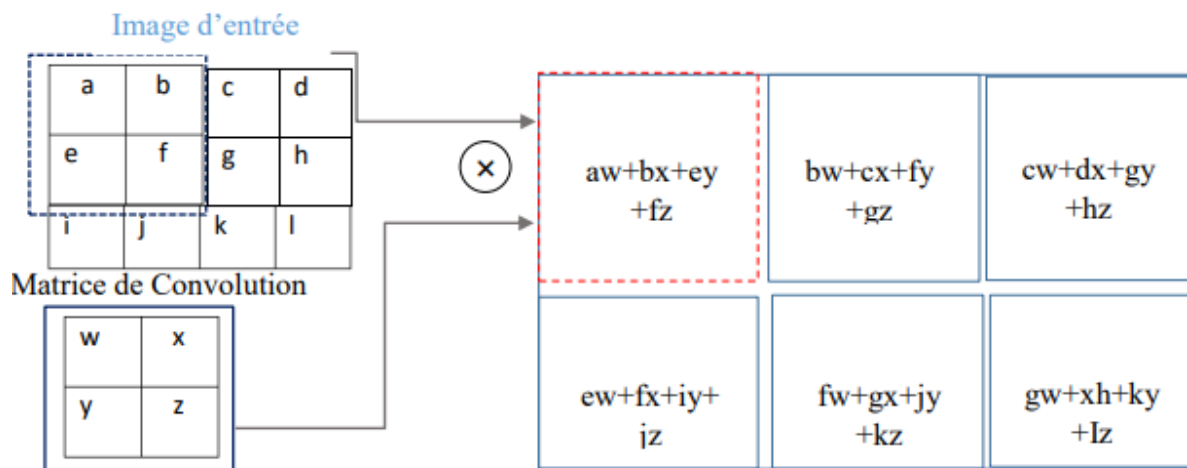 Image d'entrée
a b c d
e f g h
i j k l
Matrice de Convolution
w x
y z
×
aw+bx+ey
+fz
bw+cx+fy
+gz
cw+dx+gy
+hz
ew+fx+iy+
jz
fw+gx+jy
+kz
gw+xh+ky
+Iz